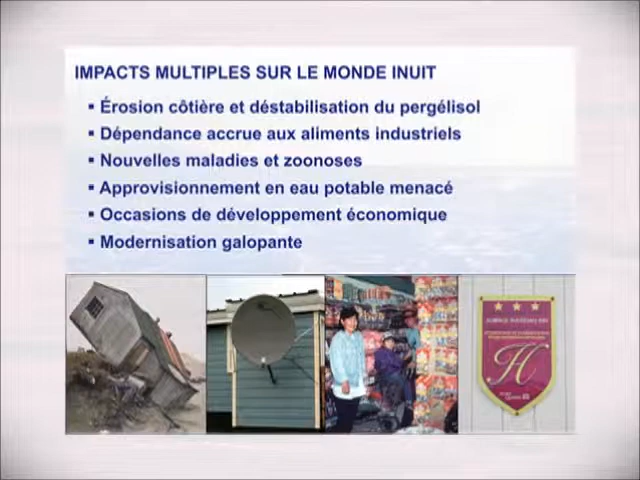 IMPACTS MULTIPLES SUR LE MONDE INUIT
▪ Érosion côtière et déstabilisation du pergélisol
▪ Dépendance accrue aux aliments industriels
▪ Nouvelles maladies et zoonoses
▪ Approvisionnement en eau potable menacé
▪ Occasions de développement économique
▪ Modernisation galopante
H